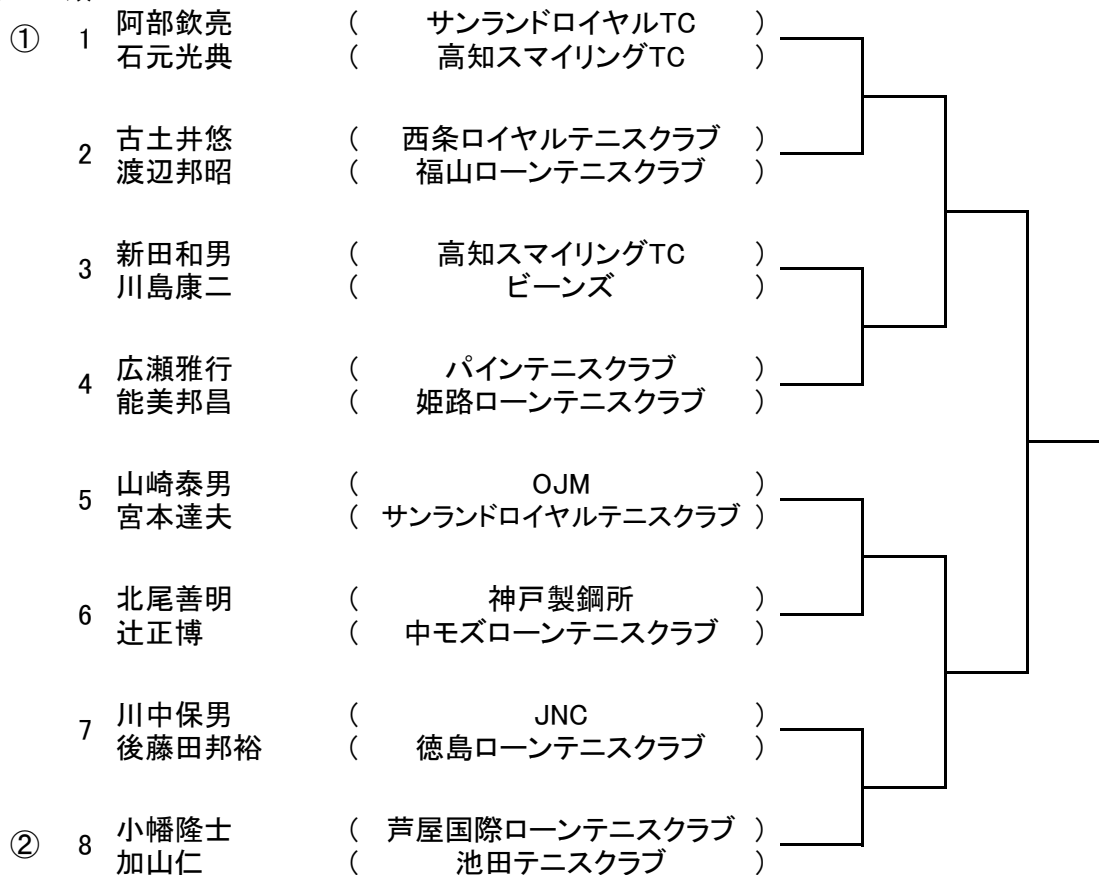 ① 1 阿部欽亮 ( サンランドロイヤルTC )
石元光典 ( 高知スマイリングTC )
2 古土井悠 ( 西条ロイヤルテニスクラブ )
渡辺邦昭 ( 福山ローンテニスクラブ )
3 新田和男 ( 高知スマイリングTC )
川島康二 ( ビーンズ )
4 広瀬雅行 ( パインテニスクラブ )
能美邦昌 ( 姫路ローンテニスクラブ )
5 山崎泰男 ( OJM )
宮本達夫 ( サンランドロイヤルテニスクラブ )
6 北尾善明 ( 神戸製鋼所 )
辻正博 ( 中モズローンテニスクラブ )
7 川中保男 ( JNC )
後藤田邦裕 ( 徳島ローンテニスクラブ )
② 8 小幡隆士 ( 芦屋国際ローンテニスクラブ )
加山仁 ( 池田テニスクラブ )